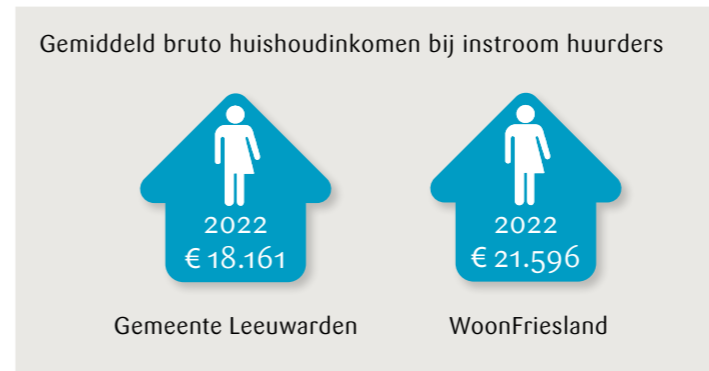 Gemiddeld bruto huishoudinkomen bij instroom huurders
2022
€ 18.161
Gemeente Leeuwarden
2022
€ 21.596
WoonFriesland